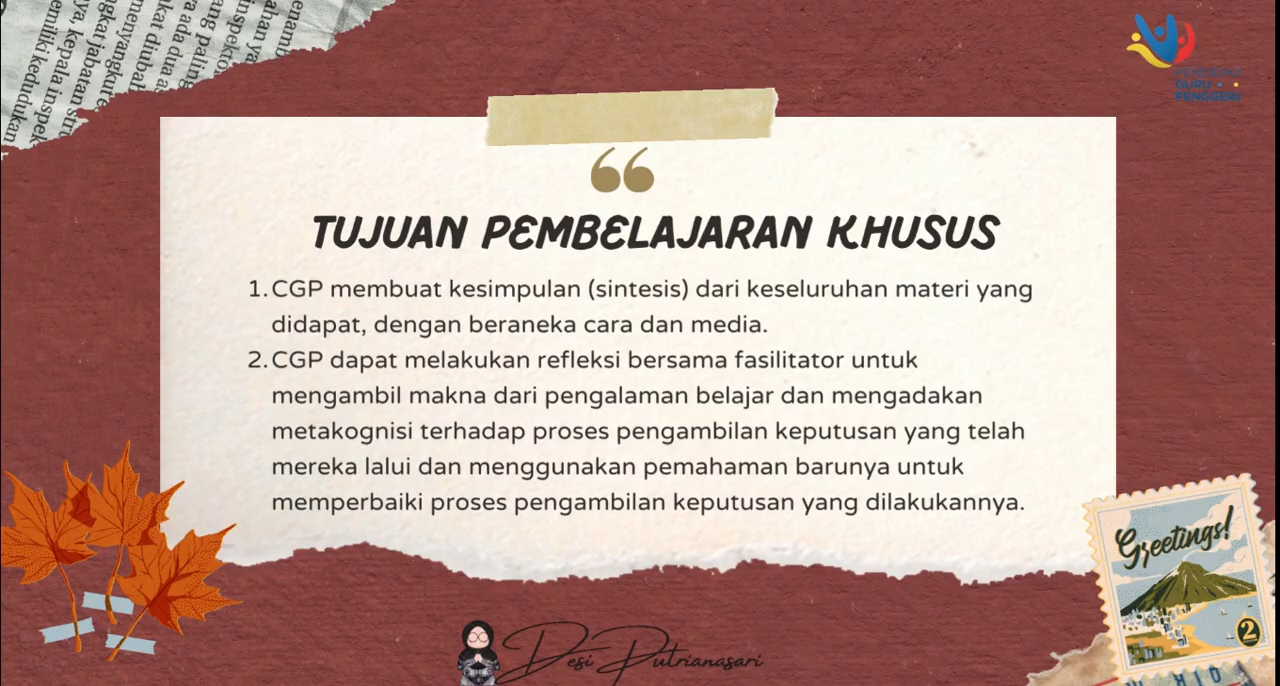 PENDIDIKAN
GURU
PENGGERAK
TUJUAN PEMBELAJARAN KHUSUS
1. CGP membuat kesimpulan (sintesis) dari keseluruhan materi yang
didapat, dengan beraneka cara dan media.
2. CGP dapat melakukan refleksi bersama fasilitator untuk
mengambil makna dari pengalaman belajar dan mengadakan
metakognisi terhadap proses pengambilan keputusan yang telah
mereka lalui dan menggunakan pemahaman barunya untuk
memperbaiki proses pengambilan keputusan yang dilakukannya.
Greetings!
2
Desi Putrianasari